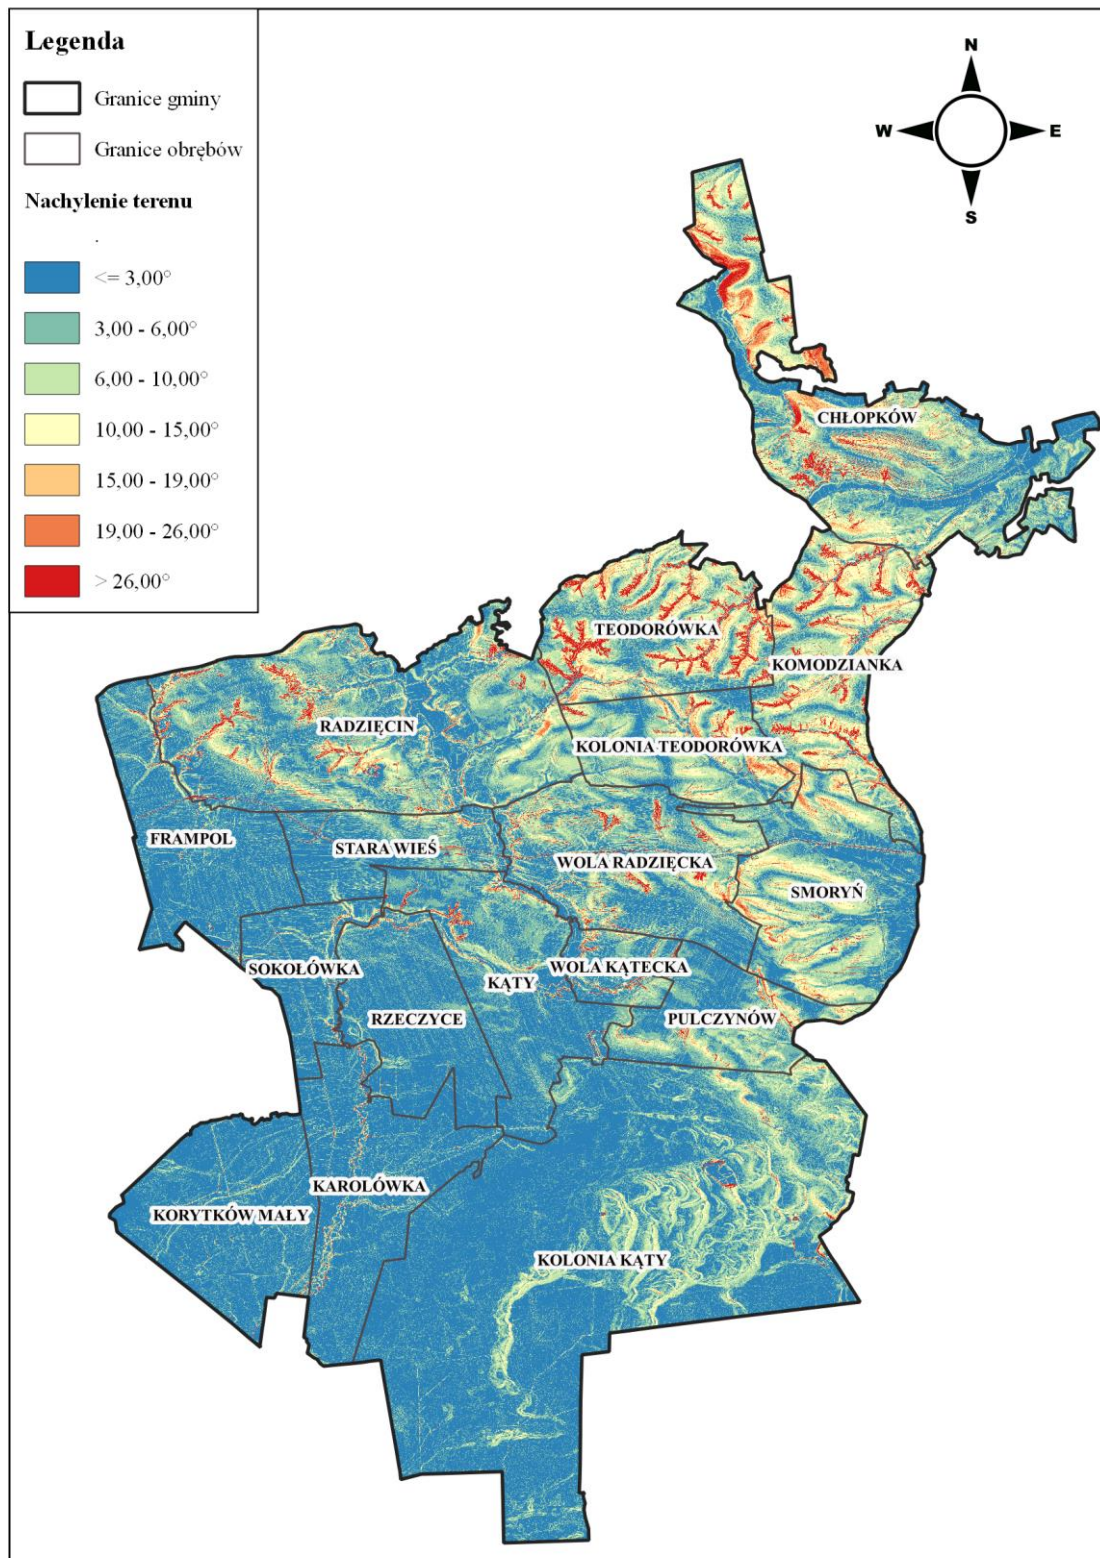 Legenda
Granice gminy
Granice obrębów
Nachylenie terenu
.
<= 3,00°
3,00 - 6,00°
6,00 - 10,00°
10,00 - 15,00°
15,00 - 19,00°
19,00 - 26,00°
> 26,00°
N
W
E
S
CHŁOPKÓW
TEODORÓWKA
KOMODZIANKA
RADZIĘCIN
KOLONIA TEODORÓWKA
FRAMPOL
STARA WIEŚ
WOLA RADZIĘCKA
SMORYŃ
SOKOŁÓWKA
WOLA KĄTECKA
KĄTY
RZECZYCE
PULCZYNÓW
KAROLÓWKA
KORYTKÓW MAŁY
KOLONIA KĄTY